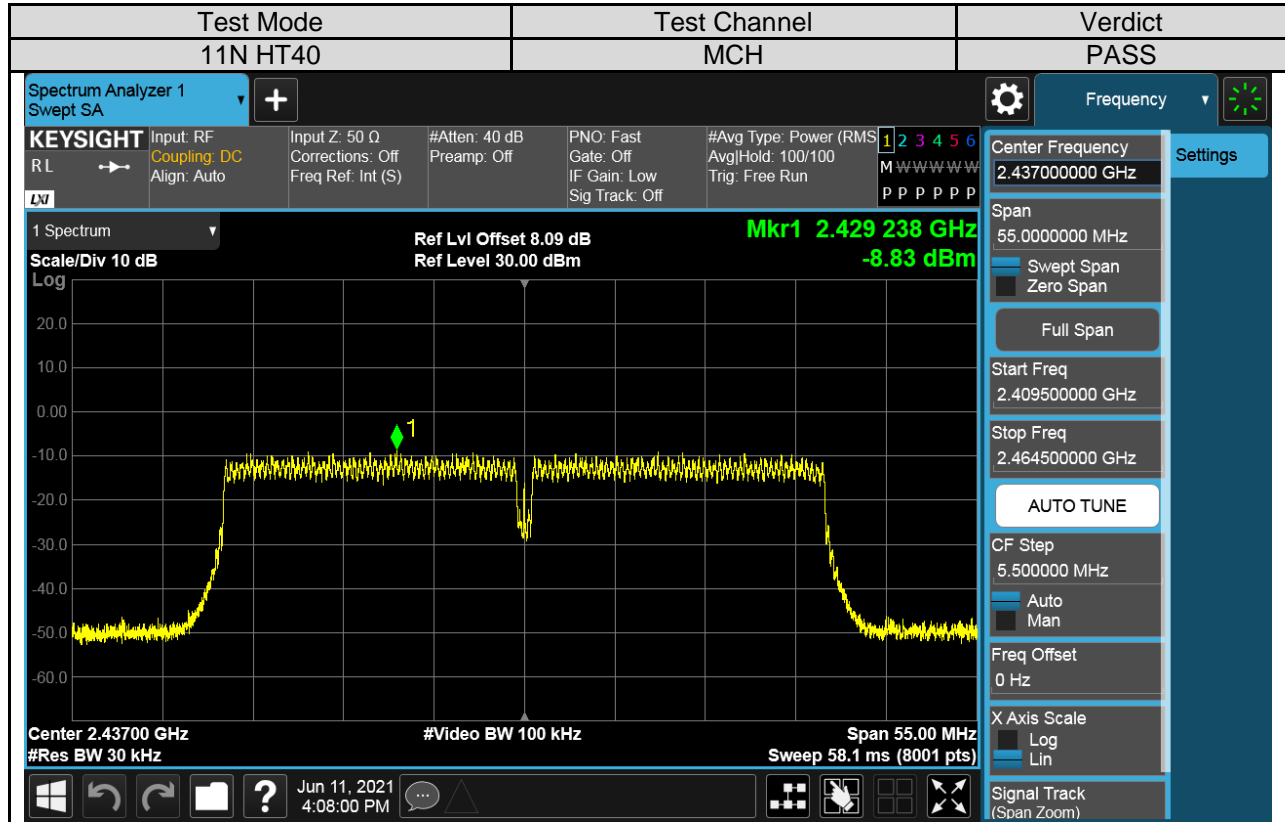 Test Mode Test Channel Verdict
11N HT40 MCH PASS
Spectrum Analyzer 1
Swept SA
+
Frequency
KEYSIGHT
R L
LXI
Input: RF
Coupling: DC
Align: Auto
Input Z: 50 Ω
Corrections: Off
Freq Ref: Int (S)
#Atten: 40 dB
Preamp: Off
PNO: Fast
Gate: Off
IF Gain: Low
Sig Track: Off
#Avg Type: Power (RMS
Avg|Hold: 100/100
Trig: Free Run
1 2 3 4 5 6
M W W W W W
P P P P P P
1 Spectrum
Scale/Div 10 dB
Log
Ref Lvl Offset 8.09 dB
Ref Level 30.00 dBm
Mkr1 2.429 238 GHz
-8.83 dBm
20.0
10.0
0.00
-10.0
-20.0
-30.0
-40.0
-50.0
-60.0
1
Center 2.43700 GHz #Video BW 100 kHz Span 55.00 MHz
#Res BW 30 kHz Sweep 58.1 ms (8001 pts)
?
Jun 11, 2021
4:08:00 PM
Center Frequency
2.437000000 GHz
Settings
Span
55.0000000 MHz
Swept Span
Zero Span
Full Span
Start Freq
2.409500000 GHz
Stop Freq
2.464500000 GHz
AUTO TUNE
CF Step
5.500000 MHz
Auto
Man
Freq Offset
0 Hz
X Axis Scale
Log
Lin
Signal Track
(Span Zoom)